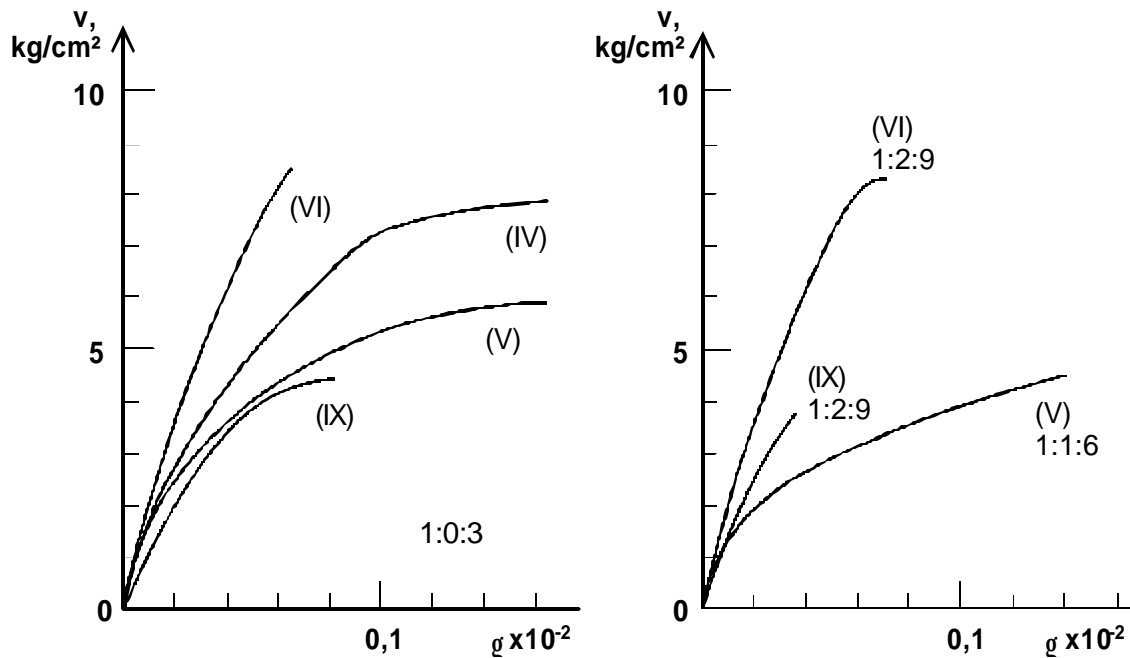 v,
kg/cm²
10
(VI)
(IV)
5
(V)
(IX)
1:0:3
0
0,1
g x10⁻²
v,
kg/cm²
10
(VI)
1:2:9
5
(IX)
1:2:9
(V)
1:1:6
0
0,1
g x10⁻²